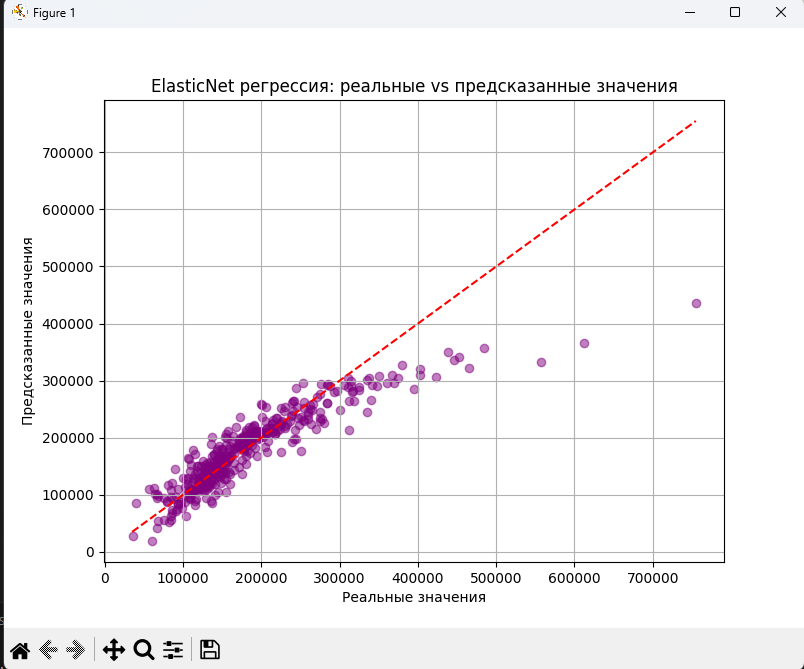 Figure 1
ElasticNet регрессия: реальные vs предсказанные значения
Предсказанные значения
700000
600000
500000
400000
300000
200000
100000
0
0 100000 200000 300000 400000 500000 600000 700000
Реальные значения